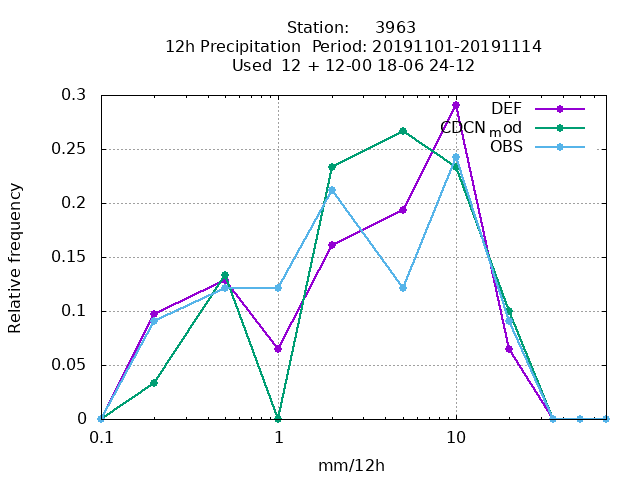 Station:     3963
12h Precipitation  Period: 20191101-20191114
Used  12 + 12-00 18-06 24-12
0.3
0.25
0.2
0.15
0.1
0.05
0
Relative frequency
DEF
CDCNmod
OBS
0.1
1
10
mm/12h